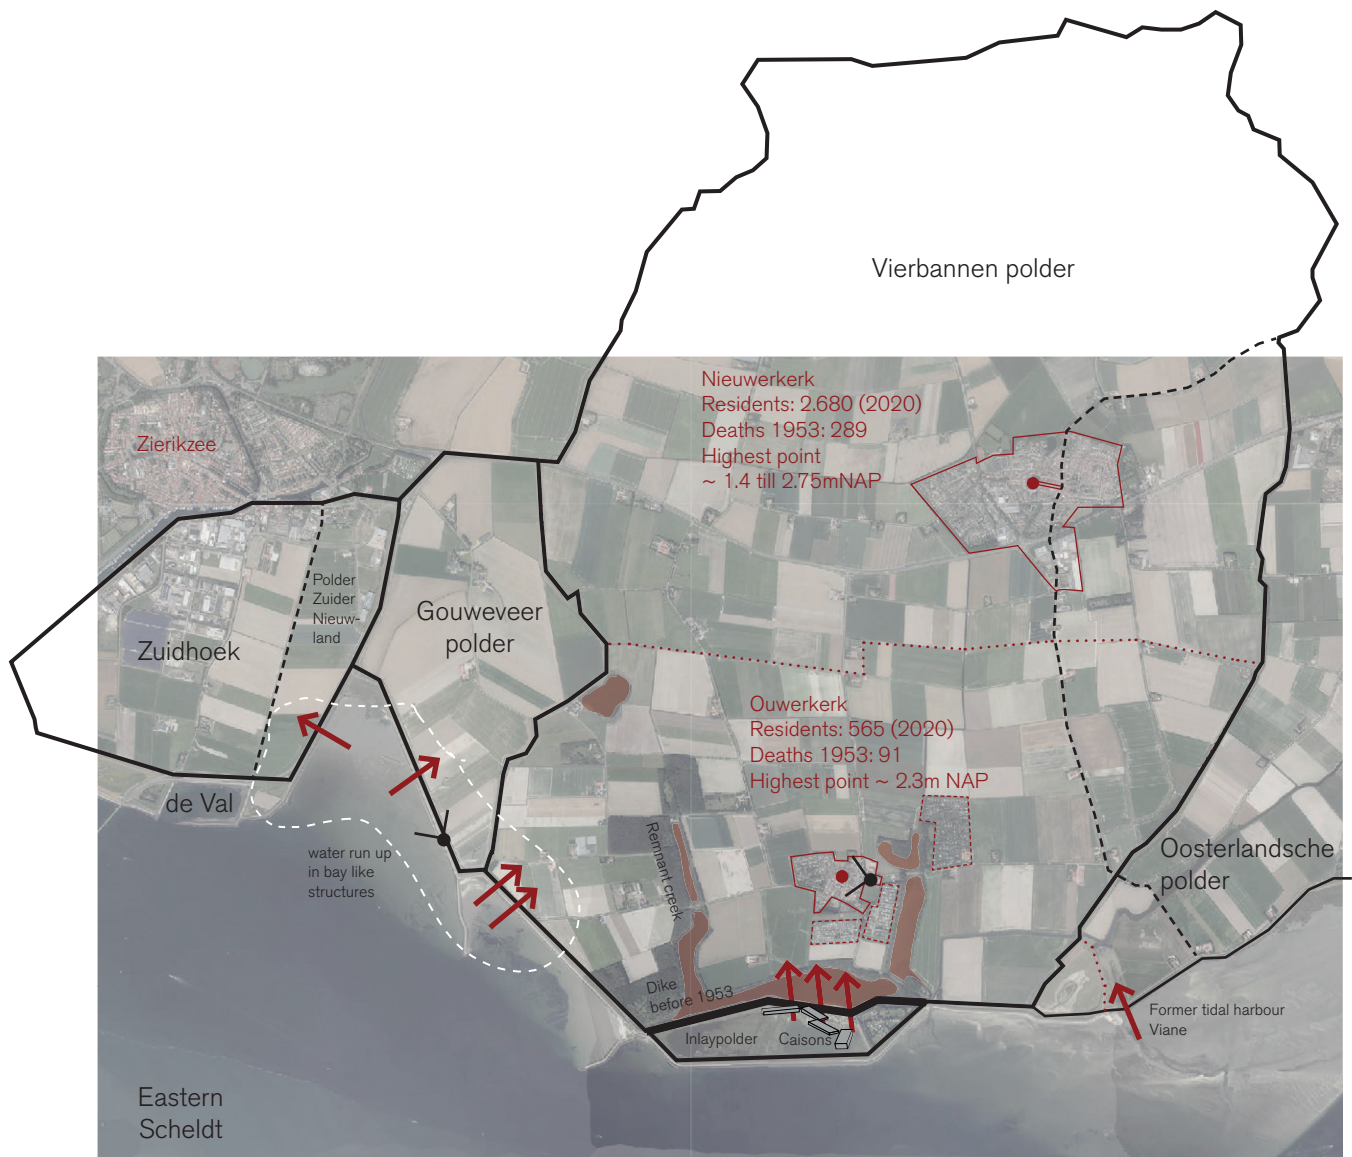 Vierbannen polder
Nieuwerkerk
Residents: 2.680 (2020)
Deaths 1953: 289
Highest point
~ 1.4 till 2.75mNAP
Zierikzee
Polder
Zuider
Nieuw-
land
Gouweveer
polder
Zuidhoek
Ouwerkerk
Residents: 565 (2020)
Deaths 1953: 91
Highest point ~ 2.3m NAP
de Val
water run up
in bay like
structures
Remnant creek
Oosterlandsche
polder
Dike
before 1953
Inlaypolder
Caisons
Former tidal harbour
Viane
Eastern
Scheldt